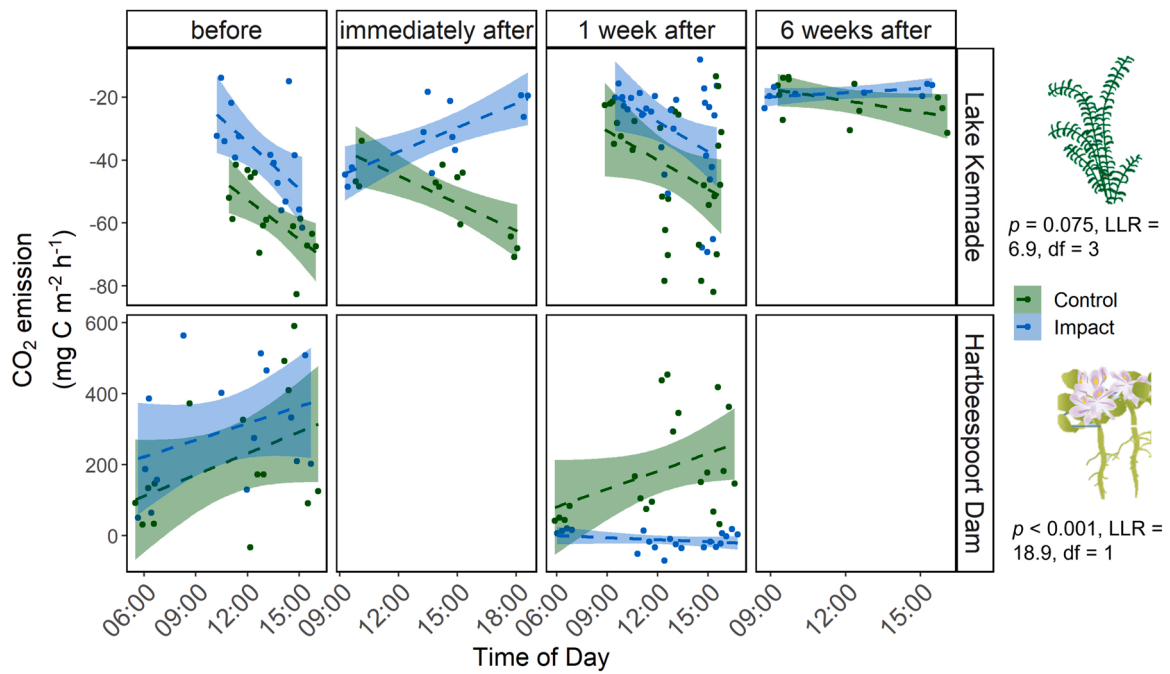 before
immediately after
1 week after
6 weeks after
CO₂ emission
(mg C m⁻² h⁻¹)
-20
-40
-60
-80
Lake Kemnade
p = 0.075, LLR =
6.9, df = 3
Control
Impact
600
400
200
0
Hartbeespoort Dam
p < 0.001, LLR =
18.9, df = 1
06:00
09:00
12:00
15:00
09:00
12:00
15:00
18:00
06:00
09:00
12:00
15:00
09:00
12:00
15:00
Time of Day